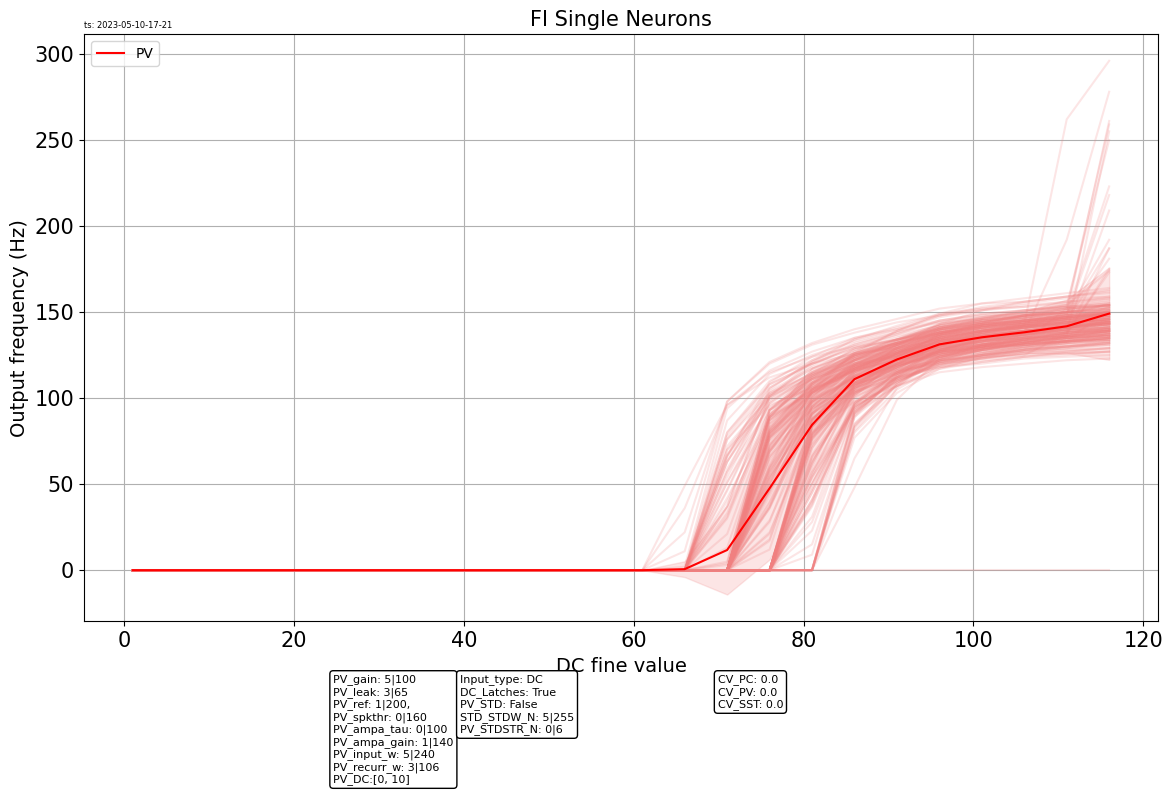 FI Single Neurons
ts: 2023-05-10-17-21
PV
Output frequency (Hz)
300
250
200
150
100
50
0
0 20 40 60 80 100 120
DC fine value
PV_gain: 5|100
PV_leak: 3|65
PV_ref: 1|200,
PV_spkthr: 0|160
PV_ampa_tau: 0|100
PV_ampa_gain: 1|140
PV_input_w: 5|240
PV_recurr_w: 3|106
PV_DC:[0, 10]
Input_type: DC
DC_Latches: True
PV_STD: False
STD_STDW_N: 5|255
PV_STDSTR_N: 0|6
CV_PC: 0.0
CV_PV: 0.0
CV_SST: 0.0